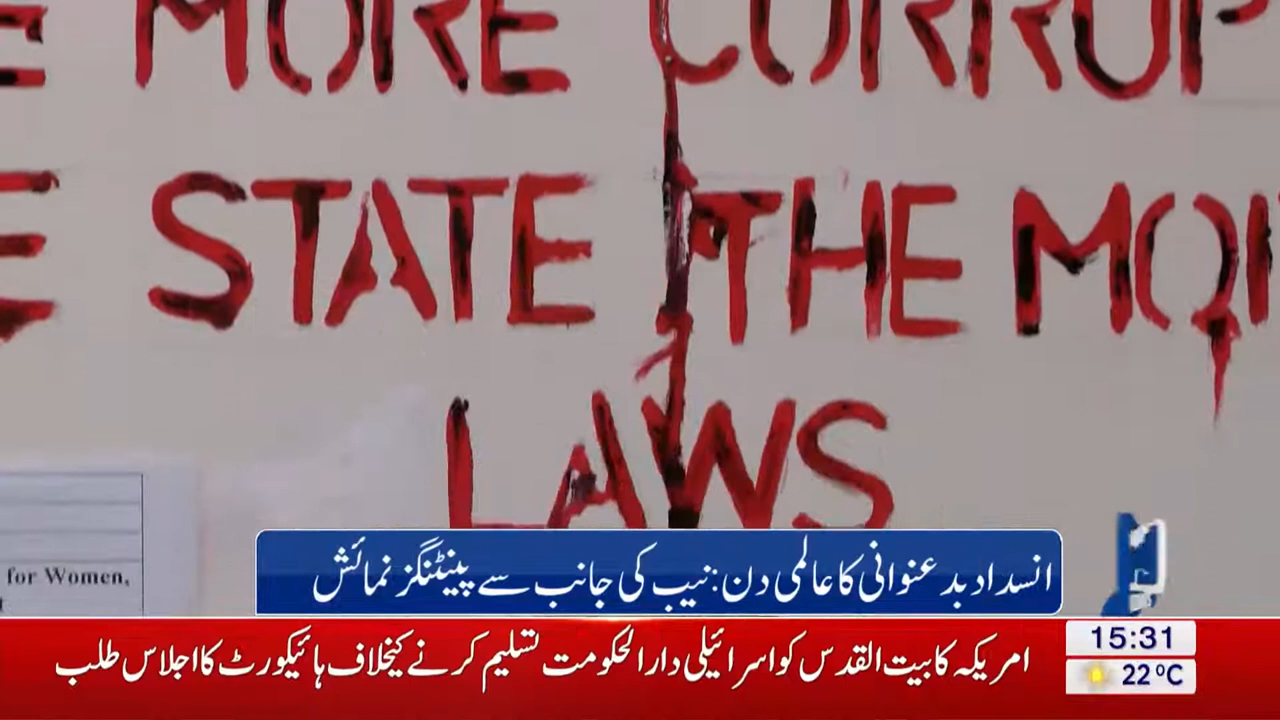 E MORE CORRUP
E STATE THE MOR
LAWS
for Women,
انسداد بدعنوانی کا عالمی دن: نیب کی جانب سے پینٹنگز نمائش
15:31
امریکہ کا بیت القدس کو اسرائیلی دارالحکومت تسلیم کرنے کیخلاف ہائیکورٹ کا اجلاس طلب
22°C